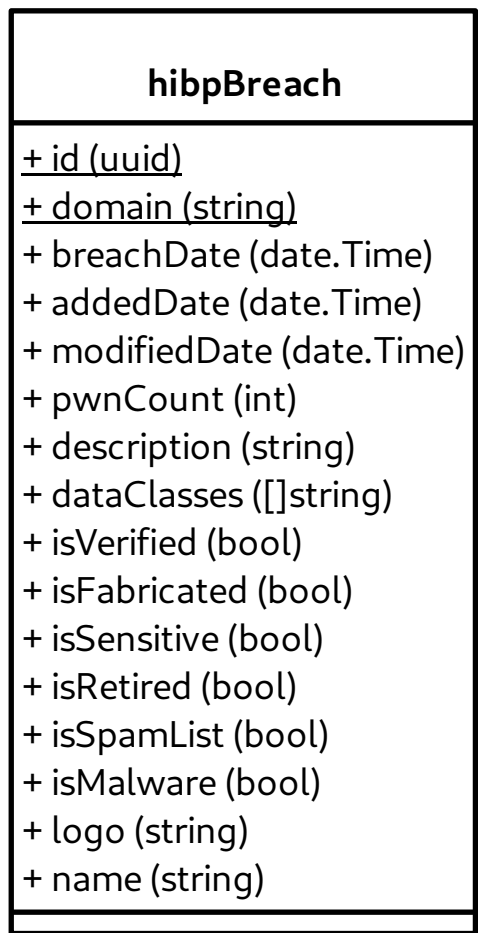 hibpBreach
+ id (uuid)
+ domain (string)
+ breachDate (date.Time)
+ addedDate (date.Time)
+ modifiedDate (date.Time)
+ pwnCount (int)
+ description (string)
+ dataClasses ([]string)
+ isVerified (bool)
+ isFabricated (bool)
+ isSensitive (bool)
+ isRetired (bool)
+ isSpamList (bool)
+ isMalware (bool)
+ logo (string)
+ name (string)